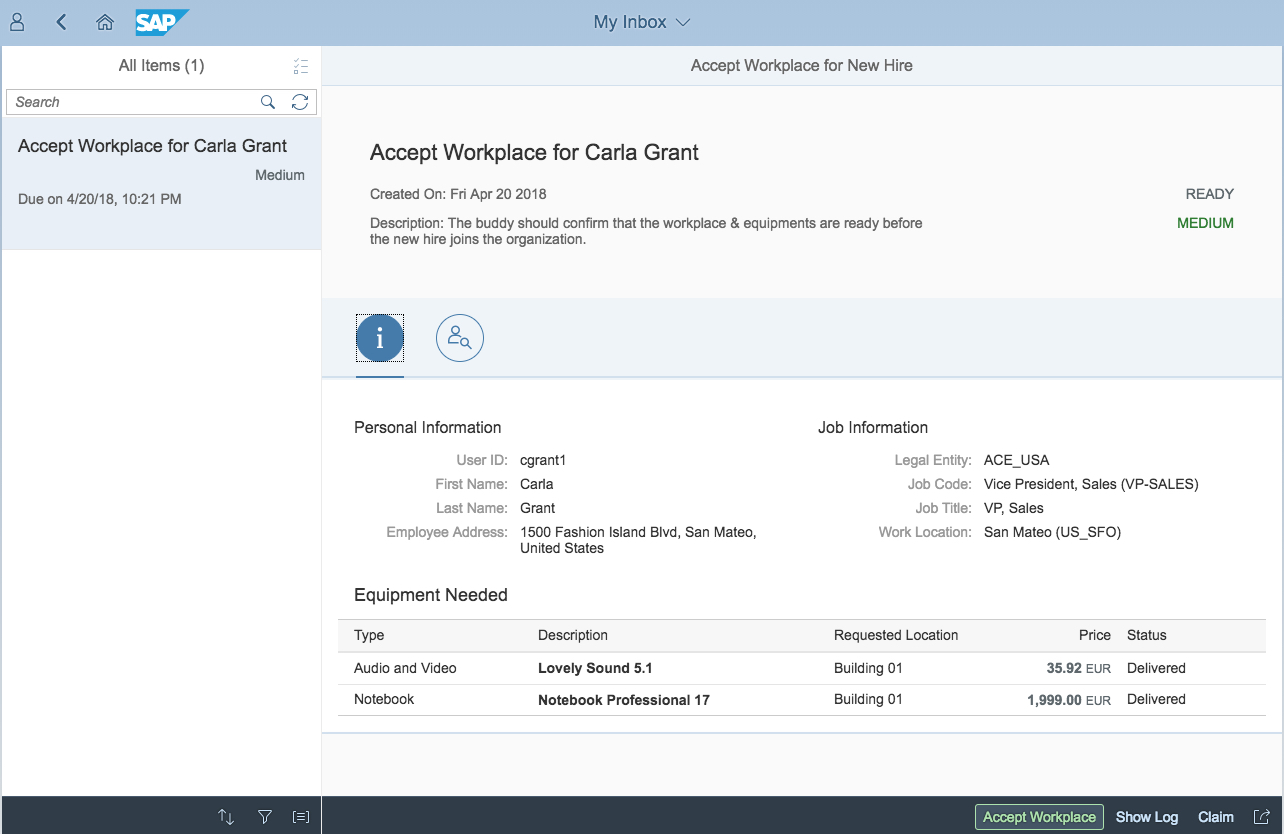 SAP
My Inbox
All Items (1)
Search
Accept Workplace for Carla Grant
Medium
Due on 4/20/18, 10:21 PM
Accept Workplace for New Hire
Accept Workplace for Carla Grant
Created On: Fri Apr 20 2018
READY
Description: The buddy should confirm that the workplace & equipments are ready before
the new hire joins the organization.
MEDIUM
i
Personal Information
User ID: cgrant1
First Name: Carla
Last Name: Grant
Employee Address: 1500 Fashion Island Blvd, San Mateo,
United States
Job Information
Legal Entity: ACE_USA
Job Code: Vice President, Sales (VP-SALES)
Job Title: VP, Sales
Work Location: San Mateo (US_SFO)
Equipment Needed
Type Description Requested Location Price Status
Audio and Video Lovely Sound 5.1 Building 01 35.92 EUR Delivered
Notebook Notebook Professional 17 Building 01 1,999.00 EUR Delivered
Accept Workplace Show Log Claim